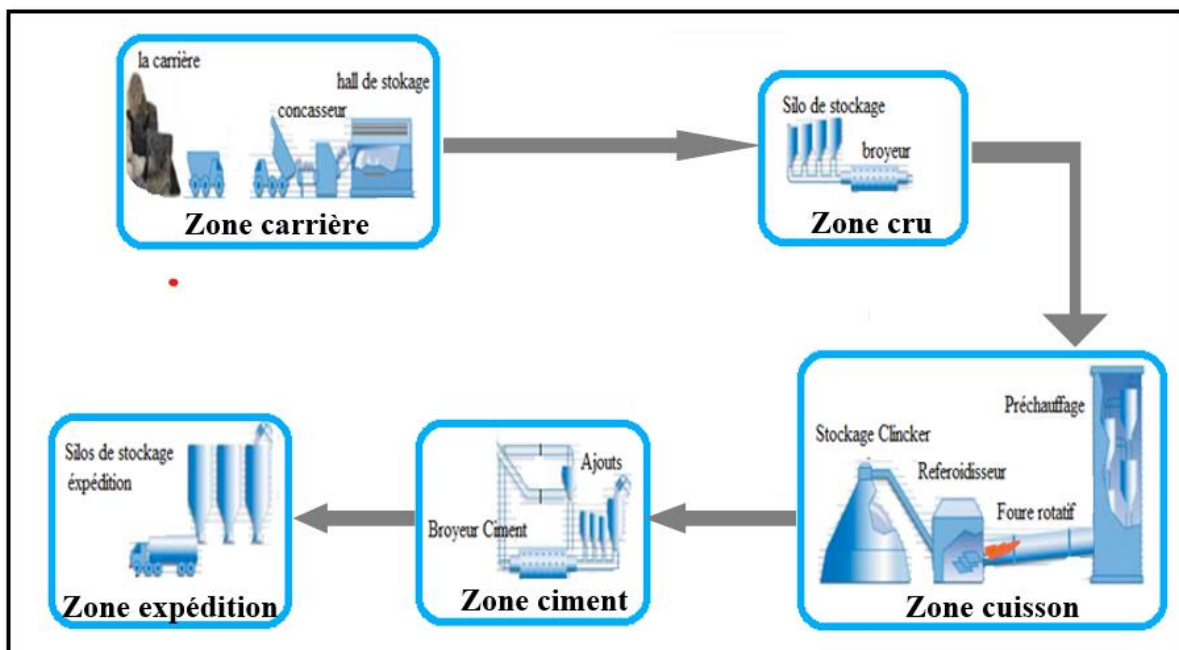 la carrière
hall de stokage
concasseur
Zone carrière
Silo de stockage
broyeur
Zone cru
Préchauffage
Stockage Clincker
Referoidisseur
Foure rotatif
Zone cuisson
Ajouts
Broyeur Ciment
Zone ciment
Silos de stockage
éxpédition
Zone expédition